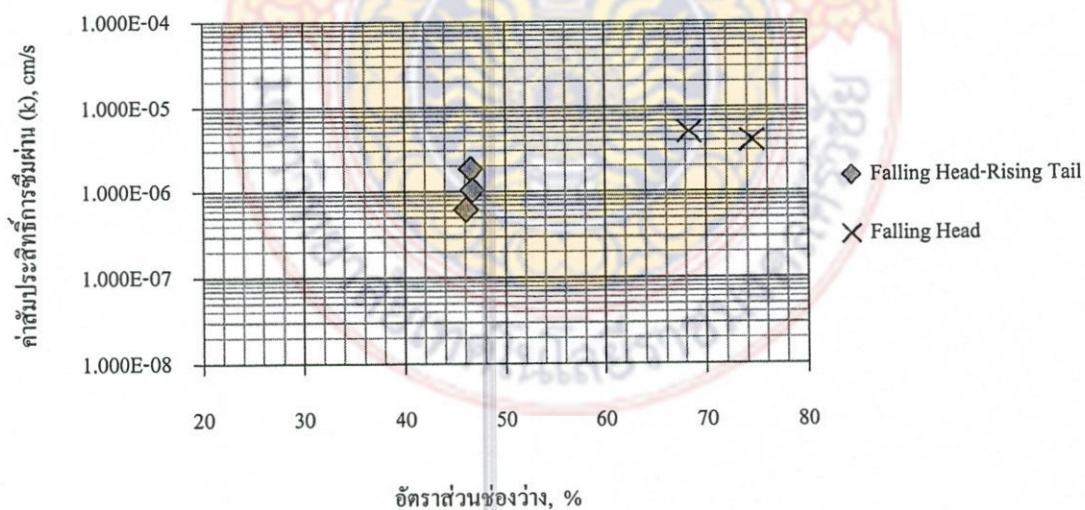 ค่าสัมประสิทธิ์การซึมผ่าน (k), cm/s
1.000E-04
1.000E-05
1.000E-06
1.000E-07
1.000E-08
20 30 40 50 60 70 80
อัตราส่วนช่องว่าง, %
Falling Head-Rising Tail
Falling Head